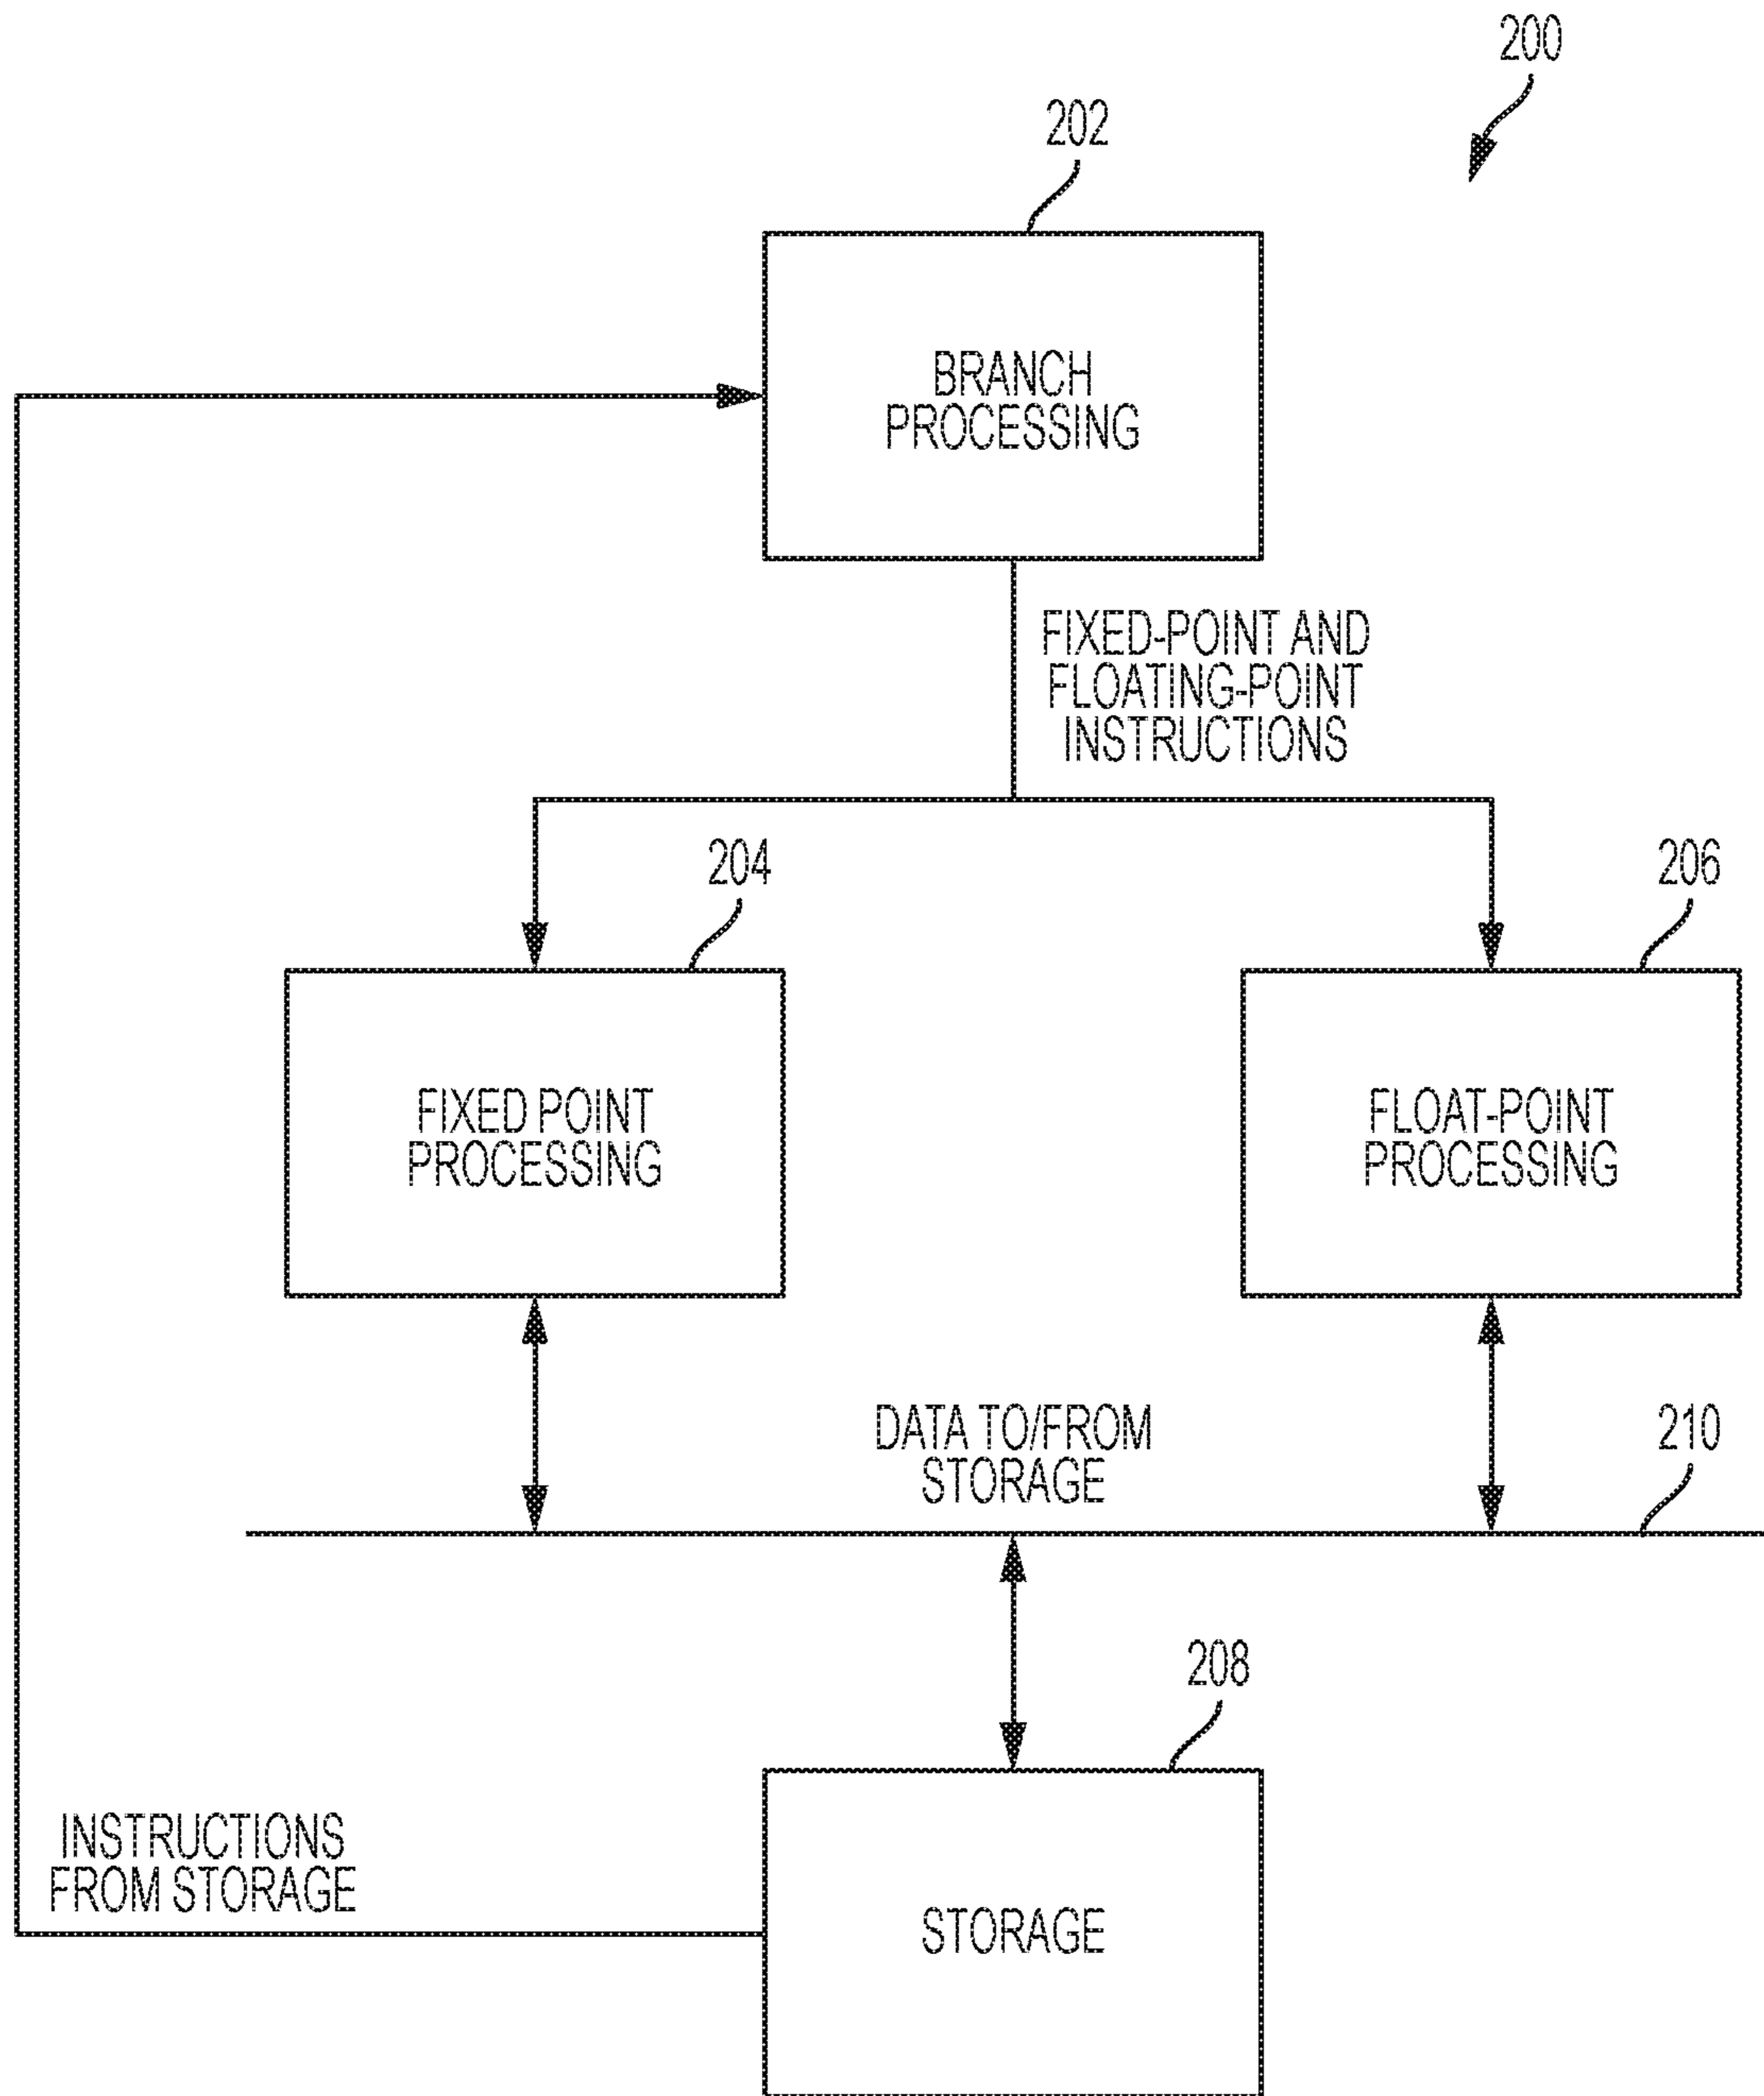 200
202
BRANCH
PROCESSING
FIXED-POINT AND
FLOATING-POINT
INSTRUCTIONS
204
206
FIXED POINT
PROCESSING
FLOAT-POINT
PROCESSING
DATA TO/FROM
STORAGE
210
208
INSTRUCTIONS
FROM STORAGE
STORAGE